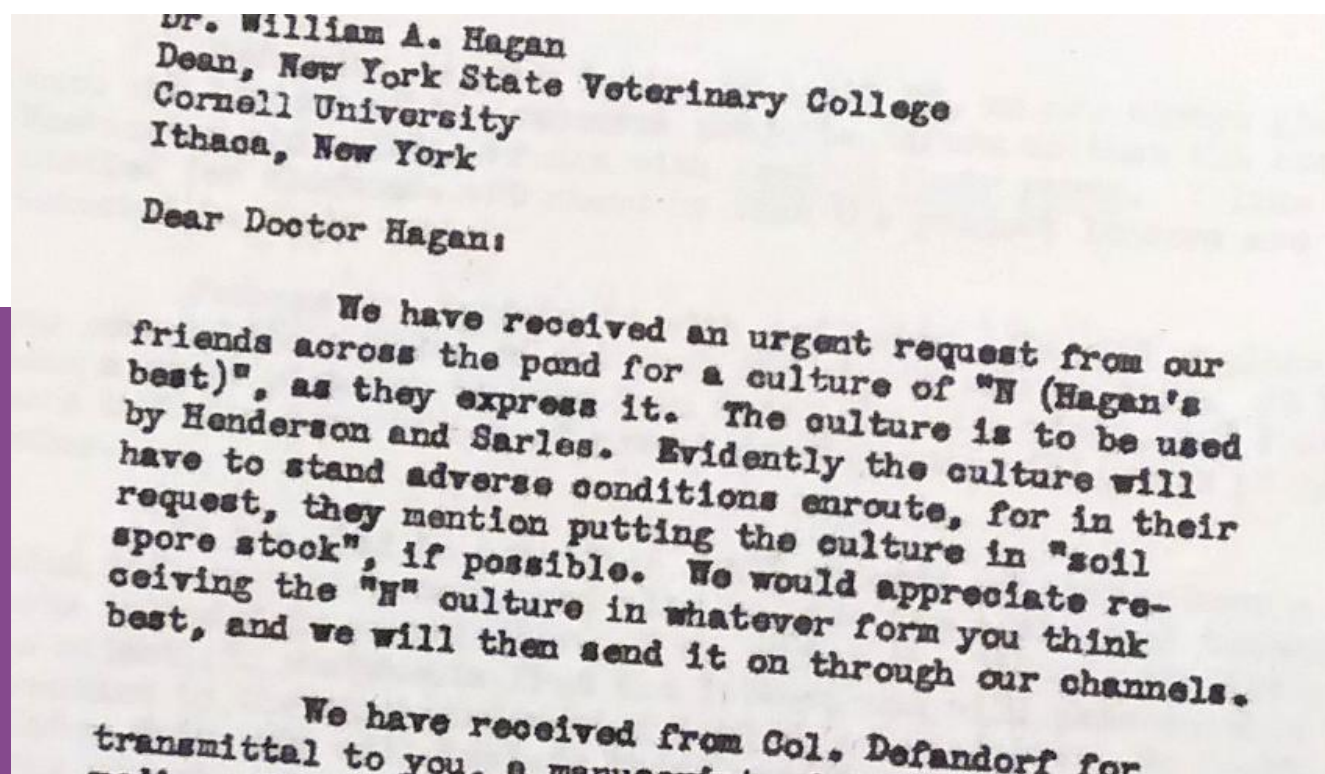 Dr. William A. Hagan
Dean, New York State Veterinary College
Cornell University
Ithaca, New York
Dear Doctor Hagan:
We have received an urgent request from our
friends across the pond for a culture of "N (Hagan's
best)", as they express it. The culture is to be used
by Henderson and Sarles. Evidently the culture will
have to stand adverse conditions enroute, for in their
request, they mention putting the culture in "soil
spore stock", if possible. We would appreciate re-
ceiving the "N" culture in whatever form you think
best, and we will then send it on through our channels.
We have received from Col. Defandorf for
transmittal to you, a manuscript